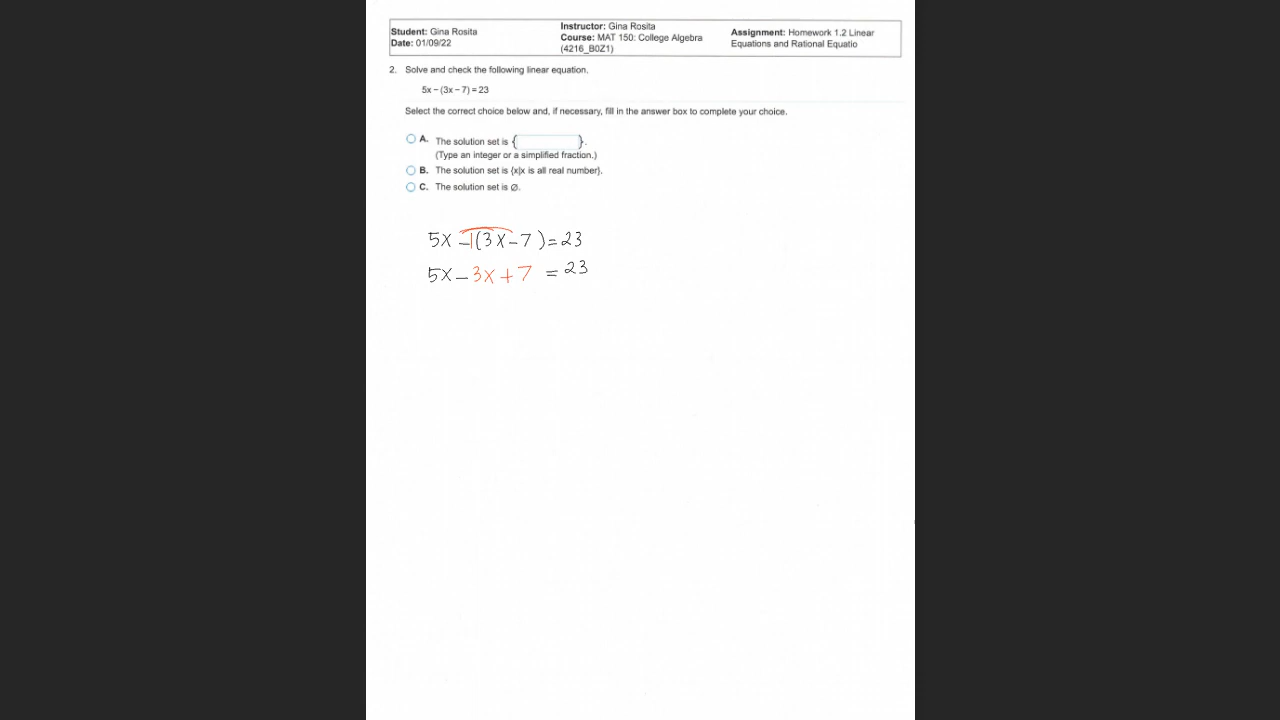 Student: Gina Rosita
Date: 01/09/22
Instructor: Gina Rosita
Course: MAT 150: College Algebra
(4216_B0Z1)
Assignment: Homework 1.2 Linear
Equations and Rational Equatio
2. Solve and check the following linear equation.
5x − (3x − 7) = 23
Select the correct choice below and, if necessary, fill in the answer box to complete your choice.
A. The solution set is { }.
(Type an integer or a simplified fraction.)
B. The solution set is {x|x is all real number}.
C. The solution set is ∅.
5x −1(3x − 7) = 23
5x − 3x + 7 = 23